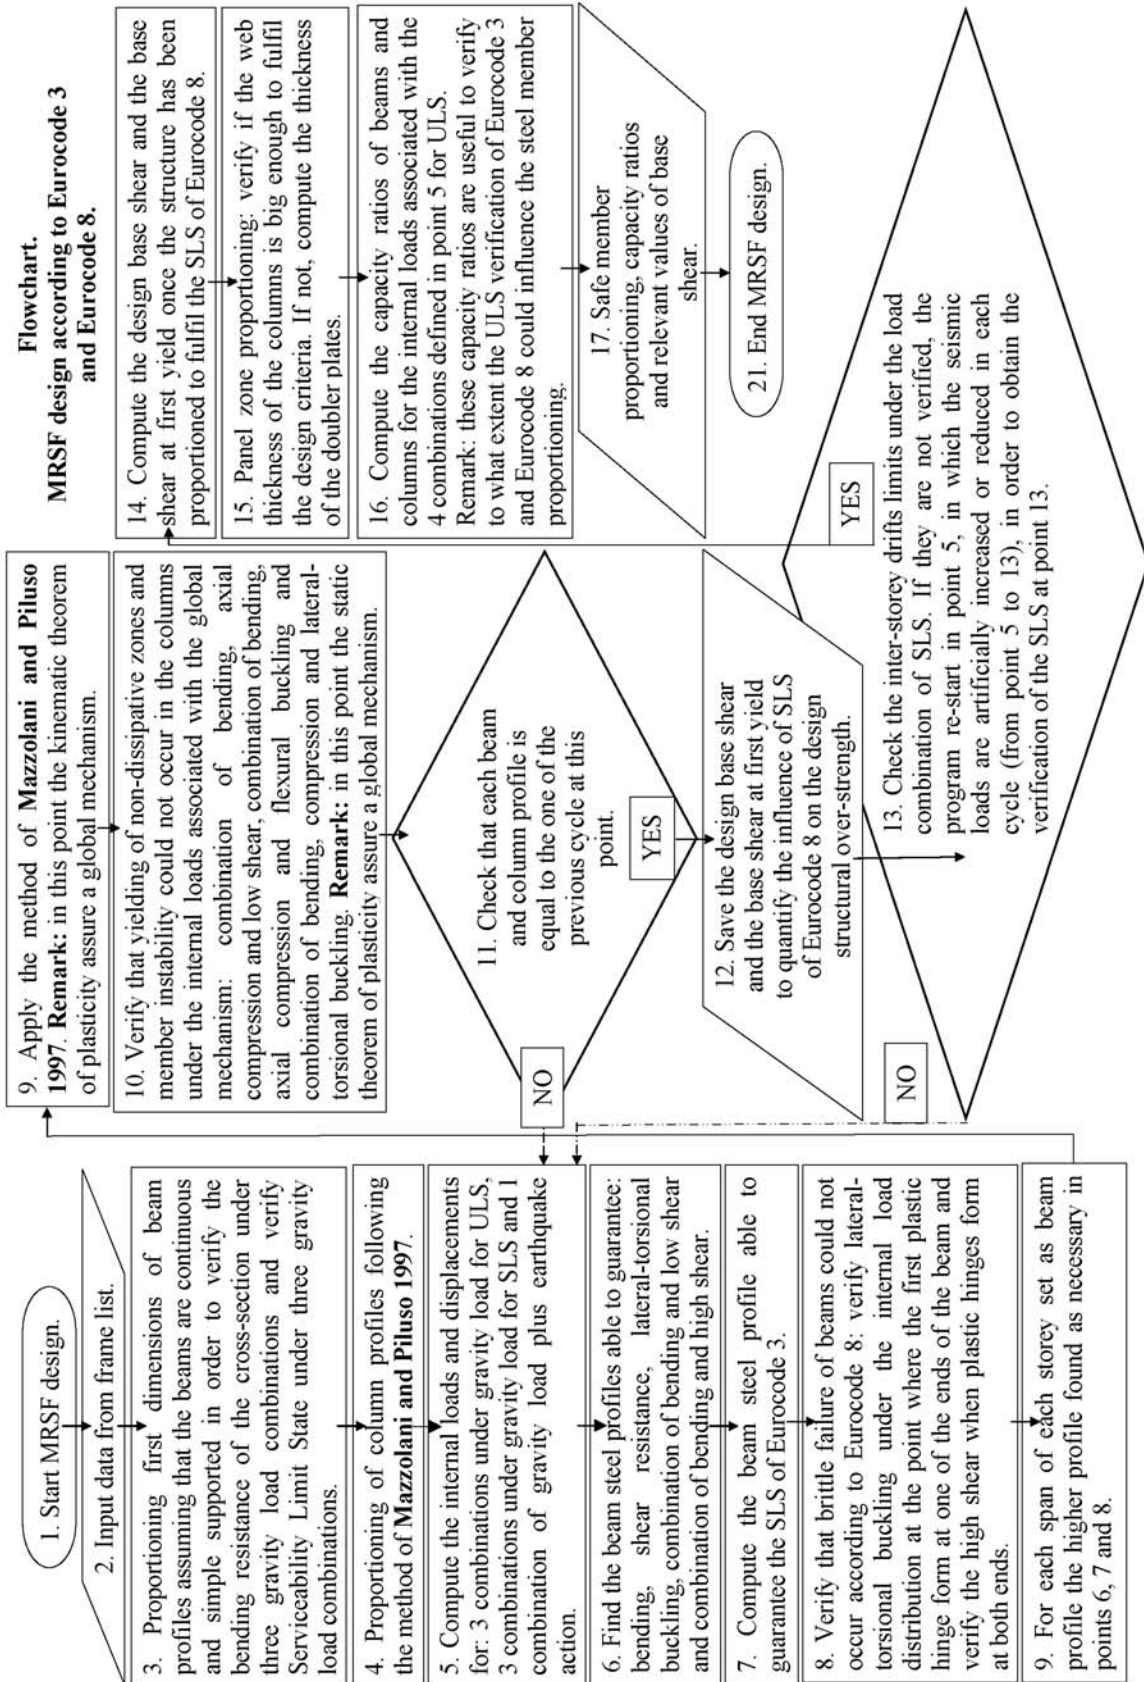 Flowchart.
MRSF design according to Eurocode 3
and Eurocode 8.
1. Start MRSF design.
2. Input data from frame list.
3. Proportioning first dimensions of beam
profiles assuming that the beams are continuous
and simple supported in order to verify the
bending resistance of the cross-section under
three gravity load combinations and verify
Serviceability Limit State under three gravity
load combinations.
4. Proportioning of column profiles following
the method of Mazzolani and Piluso 1997.
5. Compute the internal loads and displacements
for: 3 combinations under gravity load for ULS,
3 combinations under gravity load for SLS and 1
combination of gravity load plus earthquake
action.
6. Find the beam steel profiles able to guarantee:
bending, shear resistance, lateral-torsional
buckling, combination of bending and low shear
and combination of bending and high shear.
7. Compute the beam steel profile able to
guarantee the SLS of Eurocode 3.
8. Verify that brittle failure of beams could not
occur according to Eurocode 8: verify lateral-
torsional buckling under the internal load
distribution at the point where the first plastic
hinge form at one of the ends of the beam and
verify the high shear when plastic hinges form
at both ends.
9. For each span of each storey set as beam
profile the higher profile found as necessary in
points 6, 7 and 8.
9. Apply the method of Mazzolani and Piluso
1997. Remark: in this point the kinematic theorem
of plasticity assure a global mechanism.
10. Verify that yielding of non-dissipative zones and
member instability could not occur in the columns
under the internal loads associated with the global
mechanism: combination of bending, axial
compression and low shear, combination of bending,
axial compression and flexural buckling and
combination of bending, compression and lateral-
torsional buckling. Remark: in this point the static
theorem of plasticity assure a global mechanism.
11. Check that each beam
and column profile is
equal to the one of the
previous cycle at this
point.
NO
YES
12. Save the design base shear
and the base shear at first yield
to quantify the influence of SLS
of Eurocode 8 on the design
structural over-strength.
13. Check the inter-storey drifts limits under the load
combination of SLS. If they are not verified, the
program re-start in point 5, in which the seismic
loads are artificially increased or reduced in each
cycle (from point 5 to 13), in order to obtain the
verification of the SLS at point 13.
NO
YES
14. Compute the design base shear and the base
shear at first yield once the structure has been
proportioned to fulfil the SLS of Eurocode 8.
15. Panel zone proportioning: verify if the web
thickness of the columns is big enough to fulfil
the design criteria. If not, compute the thickness
of the doubler plates.
16. Compute the capacity ratios of beams and
columns for the internal loads associated with the
4 combinations defined in point 5 for ULS.
Remark: these capacity ratios are useful to verify
to what extent the ULS verification of Eurocode 3
and Eurocode 8 could influence the steel member
proportioning.
17. Safe member
proportioning, capacity ratios
and relevant values of base
shear.
21. End MRSF design.